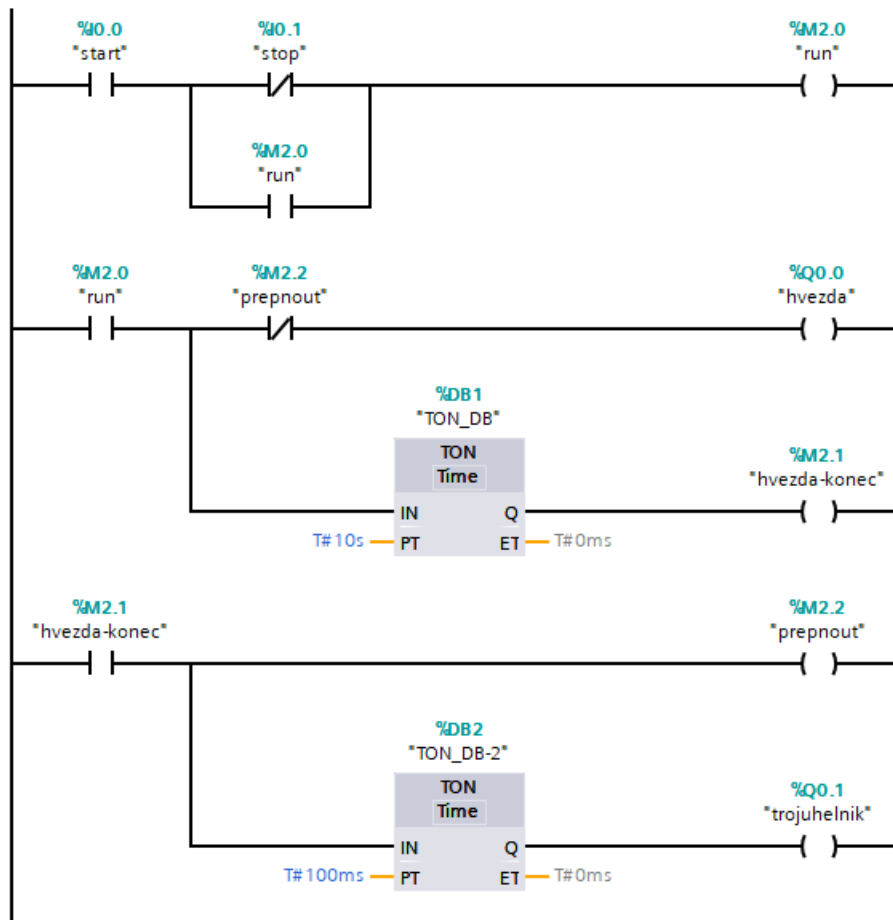 %I0.0 %I0.1 %M2.0
"start" "stop" "run"
%M2.0
"run"
%M2.0 %M2.2 %Q0.0
"run" "prepnout" "hvezda"
%DB1
"TON_DB"
TON %M2.1
Time "hvezda-konec"
IN Q
T#10s PT ET T#0ms
%M2.1 %M2.2
"hvezda-konec" "prepnout"
%DB2
"TON_DB-2"
TON %Q0.1
Time "trojuhelnik"
IN Q
T#100ms PT ET T#0ms